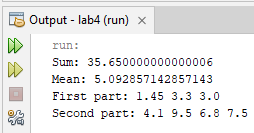 Output - lab4 (run)
run:
Sum: 35.650000000000006
Mean: 5.092857142857143
First part: 1.45 3.3 3.0
Second part: 4.1 9.5 6.8 7.5